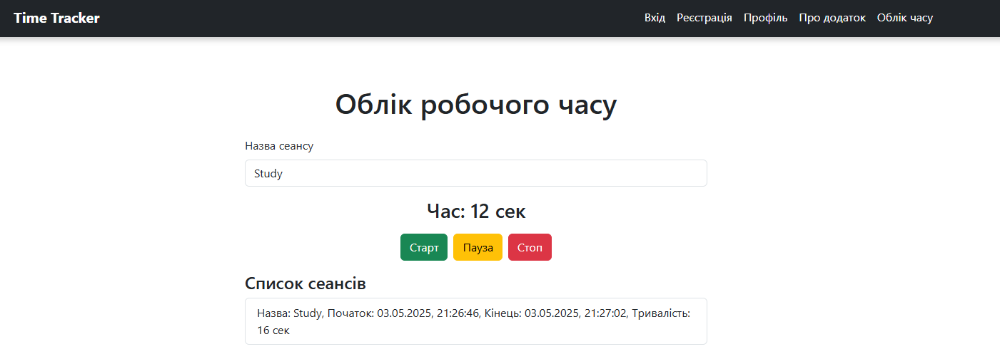 Time Tracker
Вхід Реєстрація Профіль Про додаток Облік часу
Облік робочого часу
Назва сеансу
Study
Час: 12 сек
Старт Пауза Стоп
Список сеансів
Назва: Study, Початок: 03.05.2025, 21:26:46, Кінець: 03.05.2025, 21:27:02, Тривалість:
16 сек